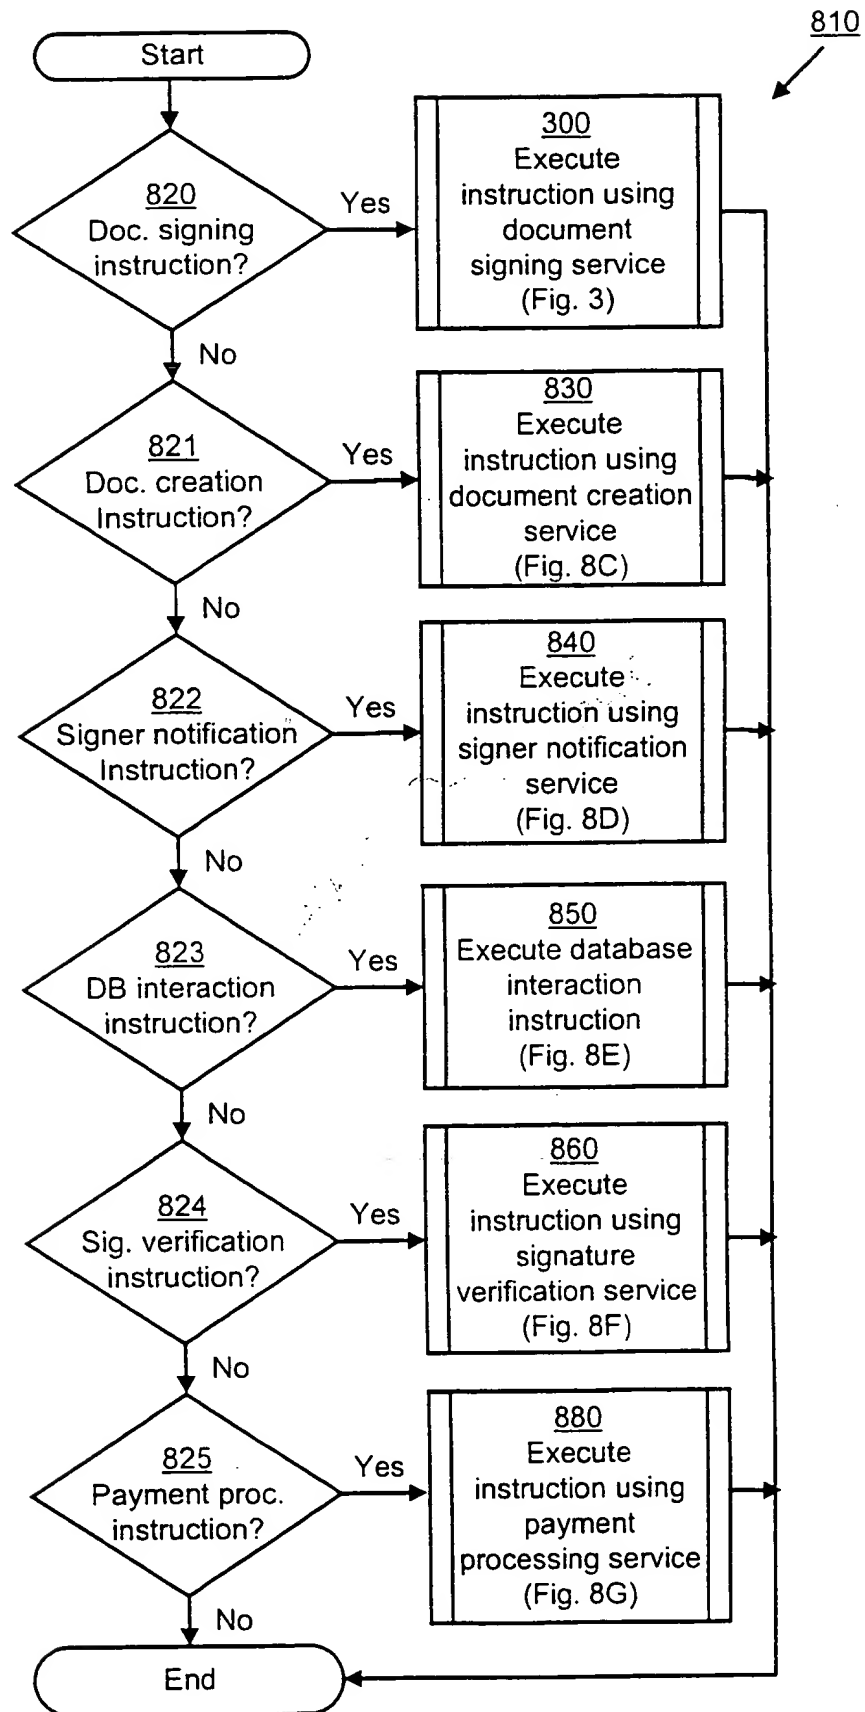 810
Start
820
Doc. signing
instruction?
Yes
300
Execute
instruction using
document
signing service
(Fig. 3)
No
821
Doc. creation
Instruction?
Yes
830
Execute
instruction using
document creation
service
(Fig. 8C)
No
822
Signer notification
Instruction?
Yes
840
Execute
instruction using
signer notification
service
(Fig. 8D)
No
823
DB interaction
instruction?
Yes
850
Execute database
interaction
instruction
(Fig. 8E)
No
824
Sig. verification
instruction?
Yes
860
Execute
instruction using
signature
verification service
(Fig. 8F)
No
825
Payment proc.
instruction?
Yes
880
Execute
instruction using
payment
processing service
(Fig. 8G)
No
End